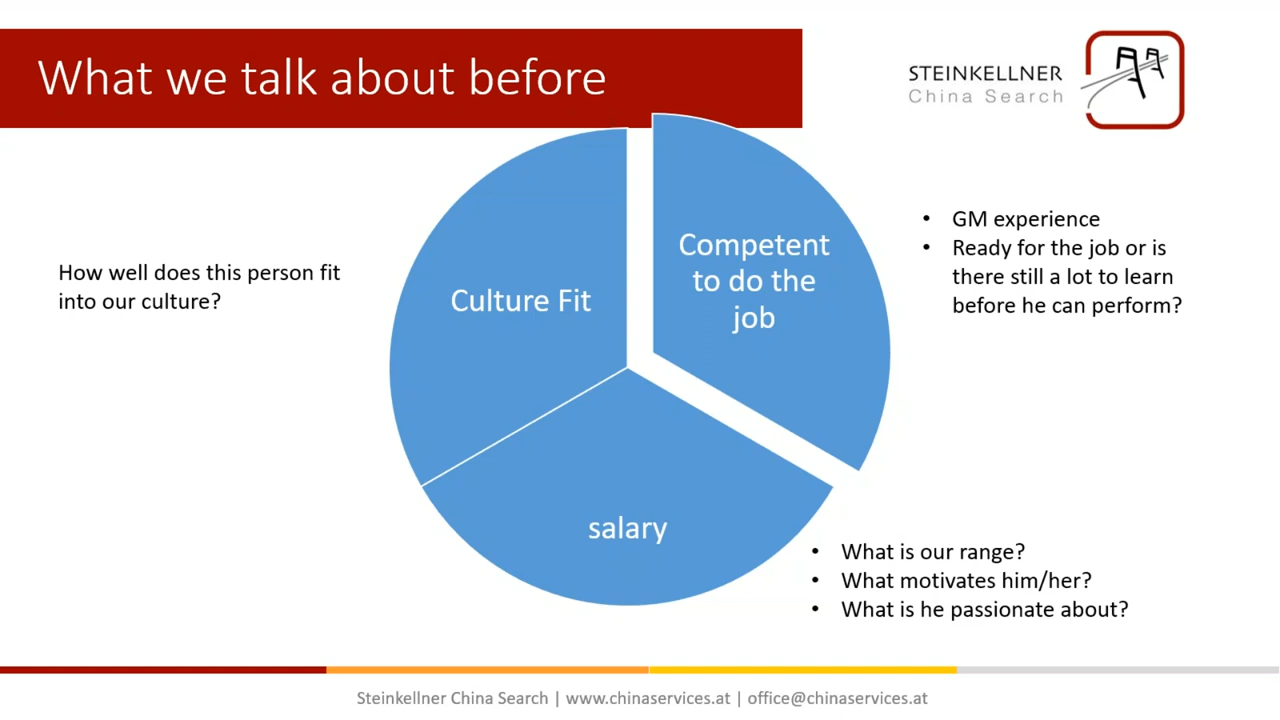 What we talk about before
STEINKELLNER
China Search
How well does this person fit
into our culture?
Culture Fit
Competent
to do the
job
• GM experience
• Ready for the job or is
there still a lot to learn
before he can perform?
salary
• What is our range?
• What motivates him/her?
• What is he passionate about?
Steinkellner China Search | www.chinaservices.at | office@chinaservices.at